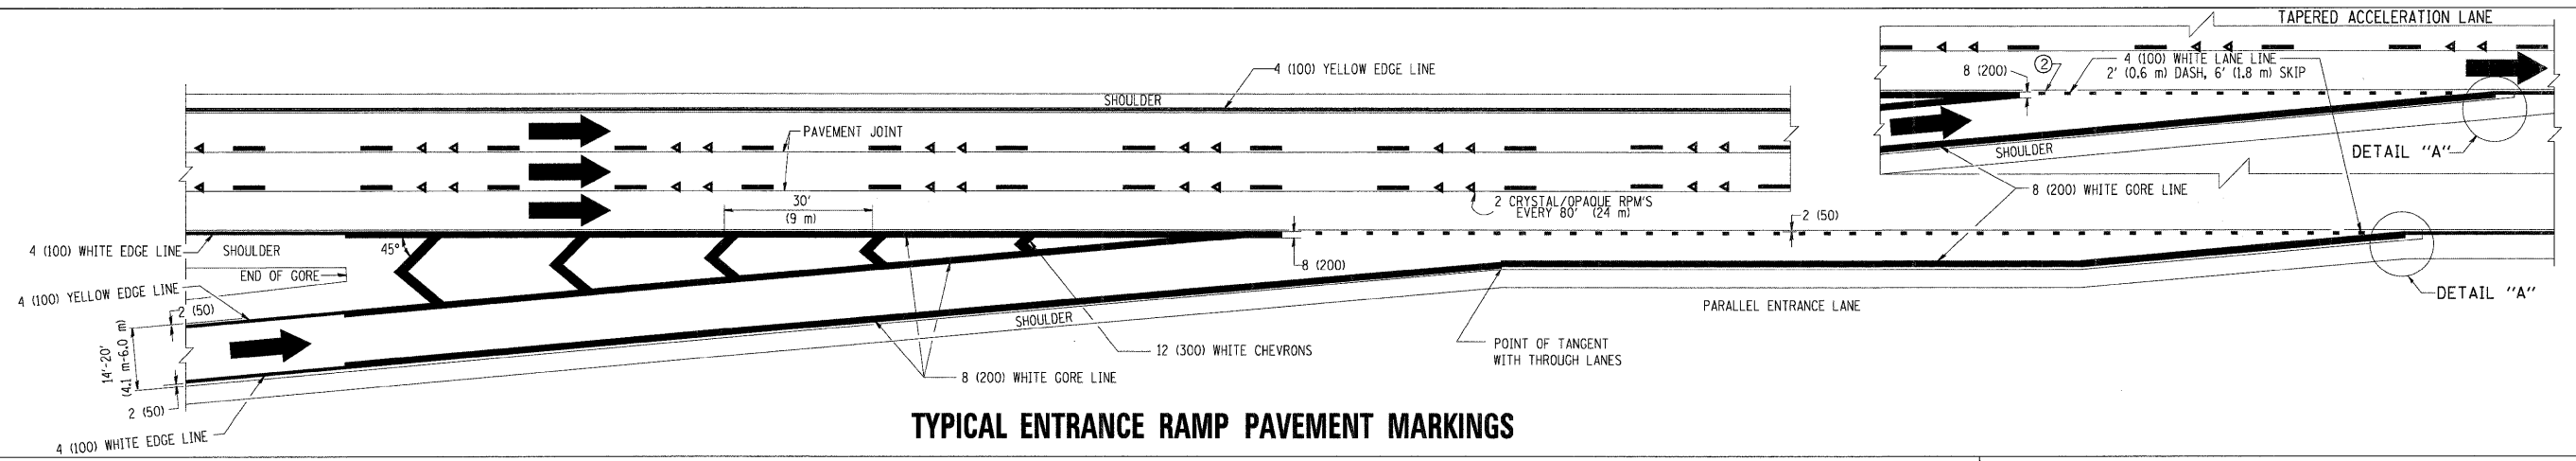 TAPERED ACCELERATION LANE
4 (100) YELLOW EDGE LINE
8 (200)
2
4 (100) WHITE LANE LINE
2' (0.6 m) DASH, 6' (1.8 m) SKIP
SHOULDER
PAVEMENT JOINT
SHOULDER
DETAIL "A"
8 (200) WHITE GORE LINE
30'
(9 m)
2 CRYSTAL/OPAQUE RPM'S
EVERY 80' (24 m)
2 (50)
4 (100) WHITE EDGE LINE
SHOULDER
45°
END OF GORE
8 (200)
4 (100) YELLOW EDGE LINE
2 (50)
DETAIL "A"
PARALLEL ENTRANCE LANE
SHOULDER
14'-20'
(4.1 m-6.0 m)
12 (300) WHITE CHEVRONS
POINT OF TANGENT
WITH THROUGH LANES
8 (200) WHITE GORE LINE
2 (50)
4 (100) WHITE EDGE LINE
TYPICAL ENTRANCE RAMP PAVEMENT MARKINGS